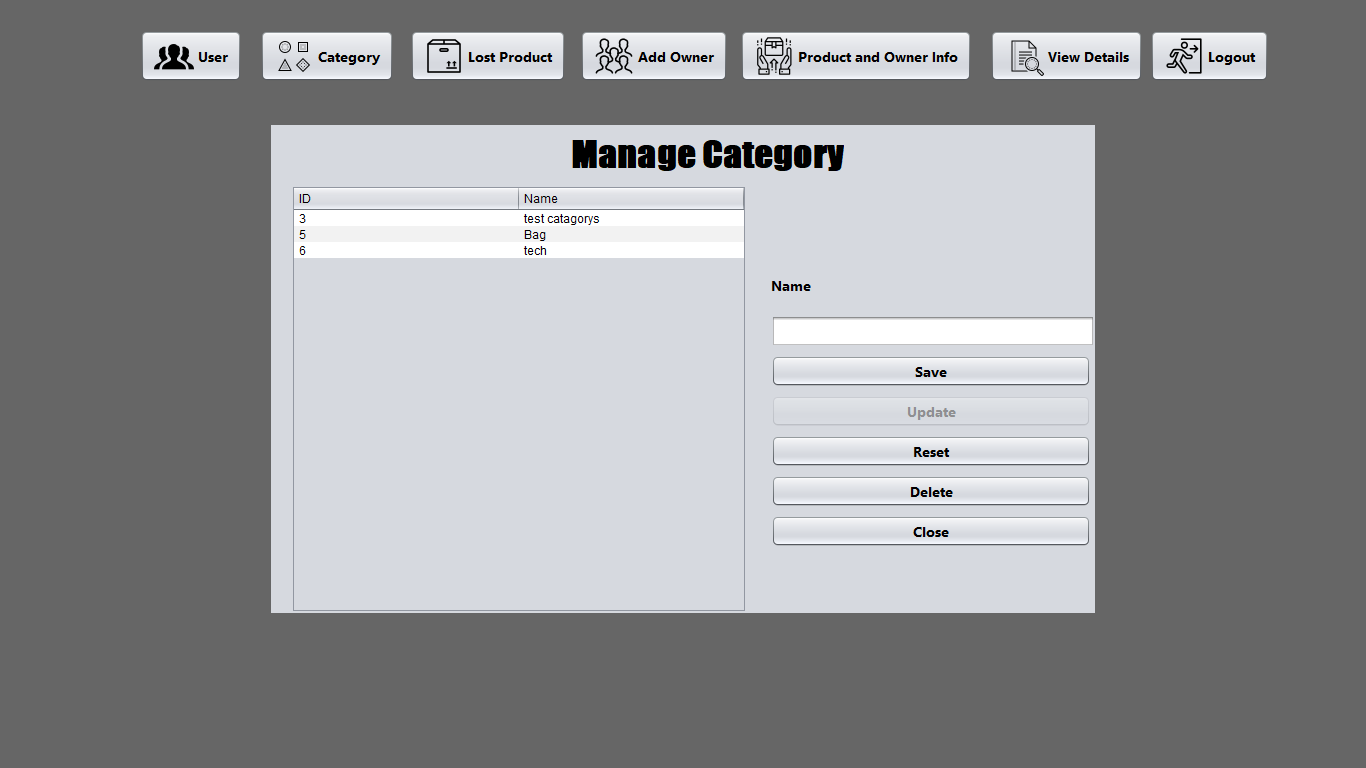 User Category Lost Product Add Owner Product and Owner Info View Details Logout
Manage Category
ID Name
3 test catagorys
5 Bag
6 tech
Name
Save
Update
Reset
Delete
Close